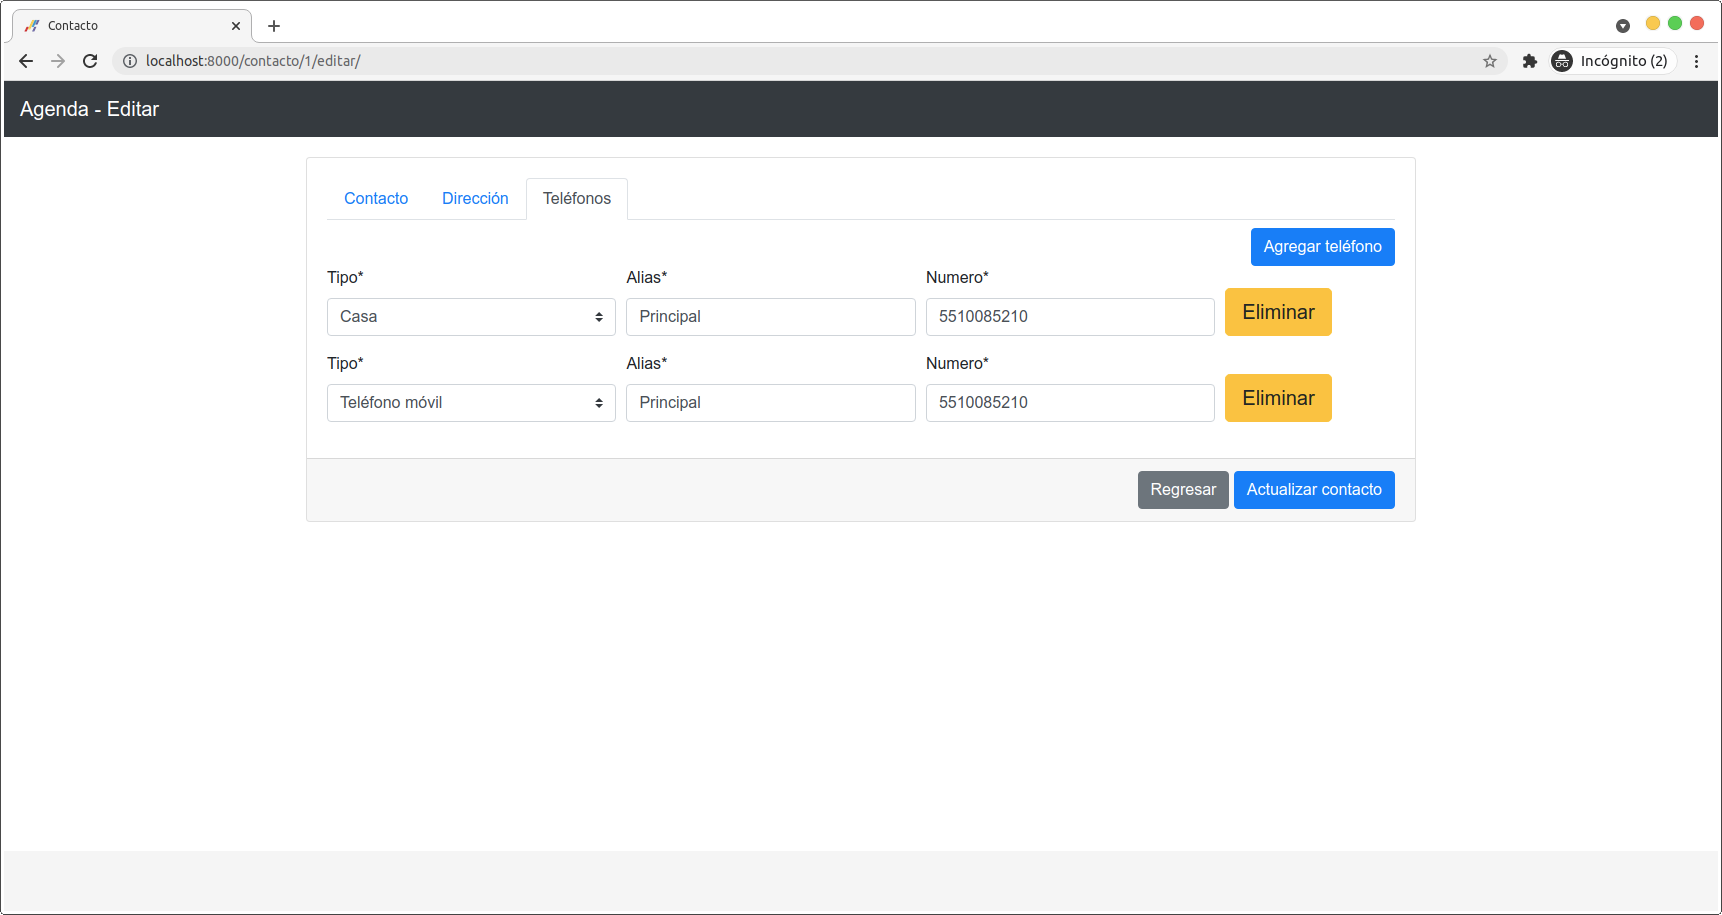 Contacto
localhost:8000/contacto/1/editar/
Incógnito (2)
Agenda - Editar
Contacto Dirección Teléfonos
Agregar teléfono
Tipo* Alias* Numero*
Casa Principal 5510085210 Eliminar
Tipo* Alias* Numero*
Teléfono móvil Principal 5510085210 Eliminar
Regresar Actualizar contacto